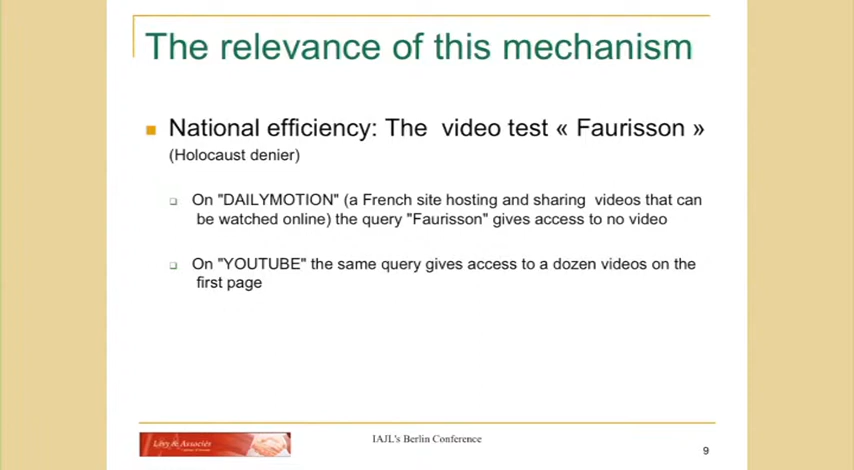 The relevance of this mechanism
National efficiency: The video test « Faurisson »
(Holocaust denier)
On "DAILYMOTION" (a French site hosting and sharing videos that can
be watched online) the query "Faurisson" gives access to no video
On "YOUTUBE" the same query gives access to a dozen videos on the
first page
Lévy & Associés
IAJL's Berlin Conference
9